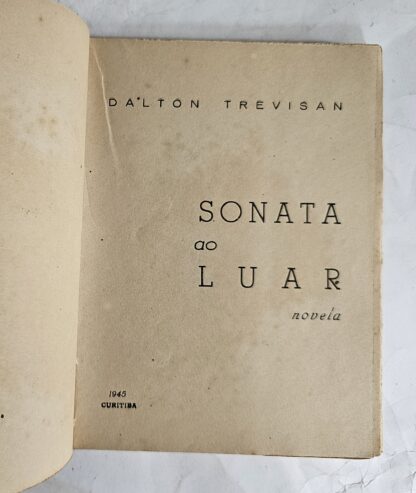 DALTON TREVISAN
SONATA
ao
LUAR
novela
1945
CURITIBA